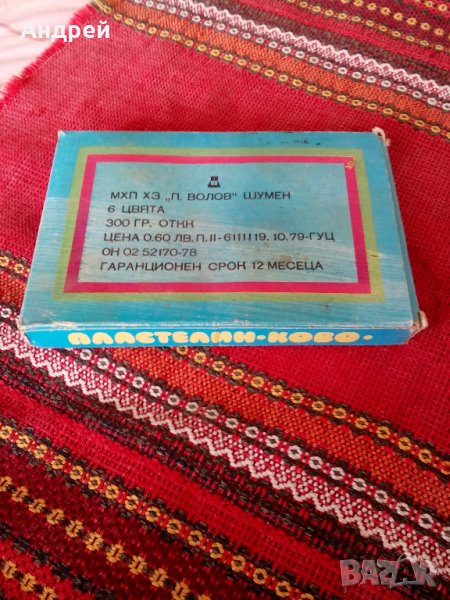 Андрей
МХП ХЗ „П. ВОЛОВ" ШУМЕН
6 ЦВЯТА
300 ГР. ОТКК
ЦЕНА 0.60 ЛВ. П. II-6111119. 10.79-ГУЦ
ОН 02 52170-78
ГАРАНЦИОНЕН СРОК 12 МЕСЕЦА
ПЛАСТЕЛИН·КОВО·
BAZAR